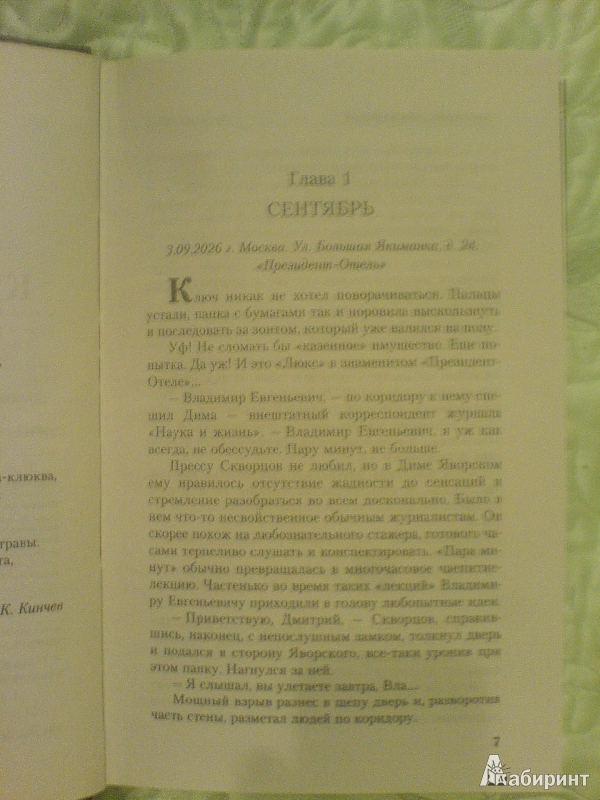 Глава 1
СЕНТЯБРЬ
3.09.2026 г. Москва. Ул. Большая Якиманка, д. 24.
«Президент-Отель»
Ключ никак не хотел поворачиваться. Пальцы
устали, папка с бумагами так и норовила выскользнуть
и последовать за зонтом, который уже валялся на полу.
Уф! Не сломать бы «казенное» имущество. Еще по-
пытка. Да уж! И это «Люкс» в знаменитом «Президент-
Отеле»...
– Владимир Евгеньевич, – по коридору к нему спе-
шил Дима – внештатный корреспондент журнала
«Наука и жизнь». – Владимир Евгеньевич, я уж как
всегда, не обессудьте. Пару минут, не больше.
Прессу Скворцов не любил, но в Диме Яворском
ему нравилось отсутствие жадности до сенсаций и
стремление разобраться во всем досконально. Было в
нем что-то несвойственное обычным журналистам. Он
скорее похож на любознательного стажера, готового ча-
сами терпеливо слушать и конспектировать. «Пара ми-
нут» обычно превращалась в многочасовое чаепитие-
лекцию. Частенько во время таких «лекций» Владими-
ру Евгеньевичу приходили в голову любопытные идеи.
– Приветствую, Дмитрий, – Скворцов, справив-
шись, наконец, с непослушным замком, толкнул дверь
и подался в сторону Яворского, все-таки уронив при
этом папку. Нагнулся за ней.
– Я слышал, вы улетаете завтра, Вла...
Мощный взрыв разнес в щепу дверь и, разворотив
часть стены, разметал людей по коридору.
7
а-клюква,
травы.
та,
К. Кинчев
Лабиринт